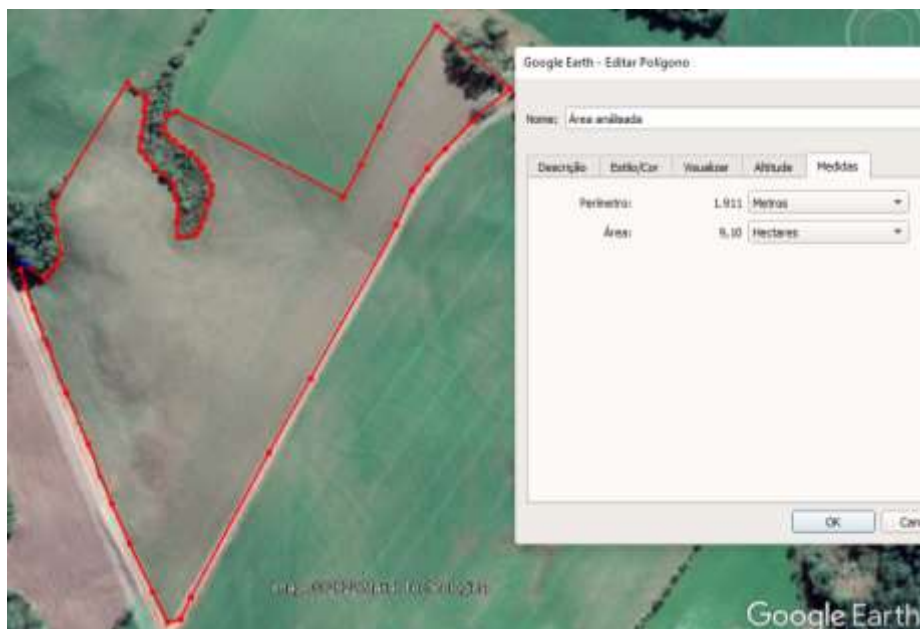 Google Earth - Editar Polígono
Nome: Área analisada
Descrição Estilo/Cor Visualizar Altitude Medidas
Perímetro: 1.911 Metros
Área: 9,10 Hectares
OK Can
Google Earth